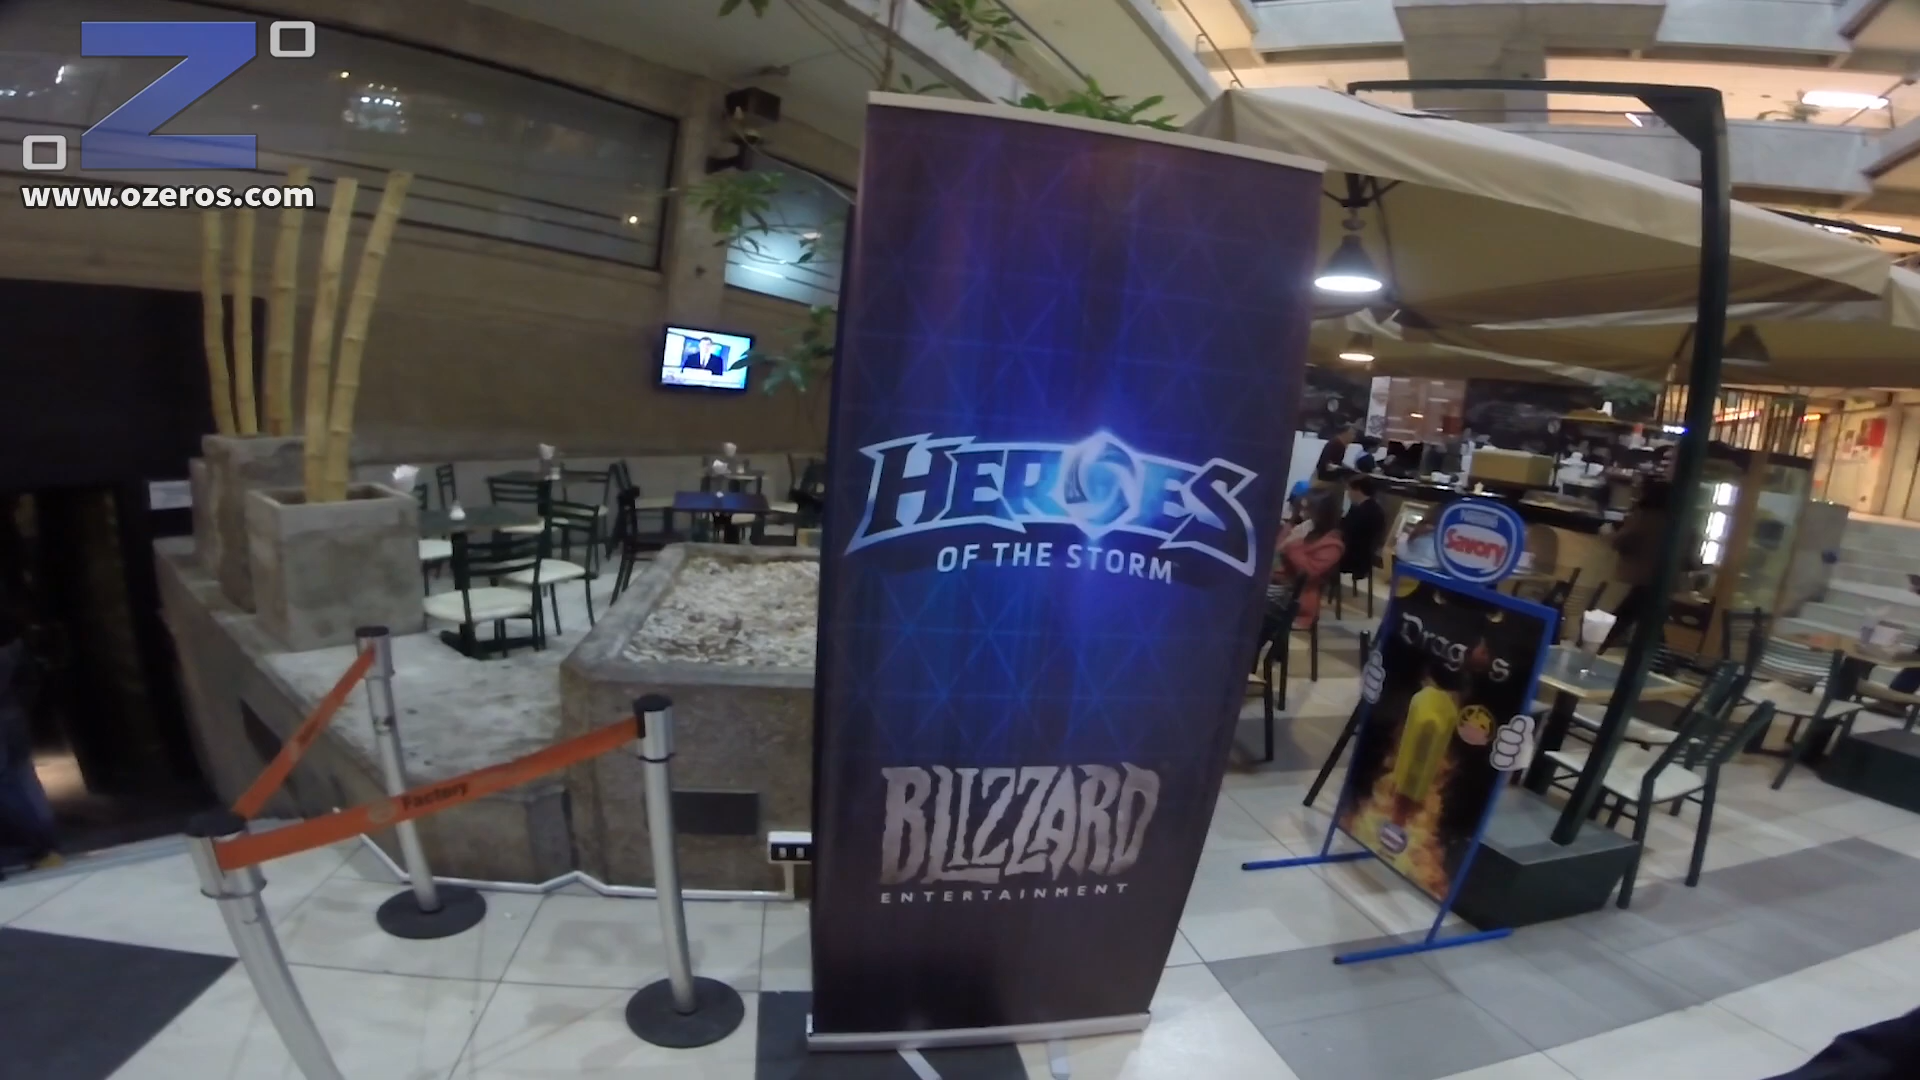 Z
www.ozeros.com
HEROES
OF THE STORM
BLIZZARD
ENTERTAINMENT
Factory
Savory